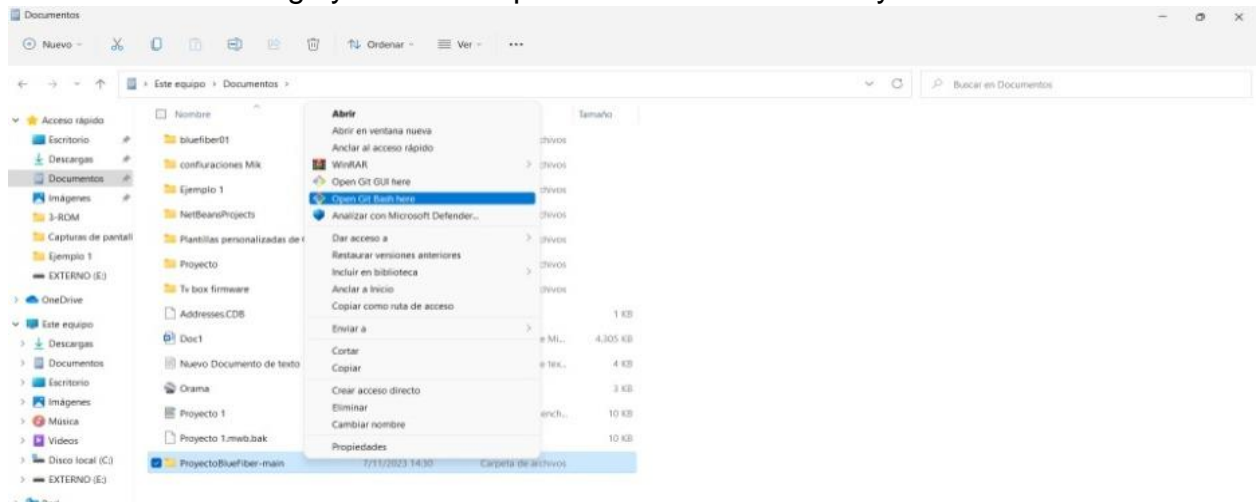 Documentos
Nuevo
Ordenar
Ver
Este equipo > Documentos >
Buscar en Documentos
Acceso rápido
Escritorio
Descargas
Documentos
Imágenes
3-ROM
Capturas de pantall
Ejemplo 1
EXTERNO (E:)
OneDrive
Este equipo
Descargas
Documentos
Escritorio
Imágenes
Música
Videos
Disco local (C:)
EXTERNO (E:)
Nombre
Tamaño
bluefiber01
confiuraciones Mik
Ejemplo 1
NetBeansProjects
Plantillas personalizadas de
Proyecto
Tv box firmware
Addresses.CDB
1 KB
Doc1
4.305 KB
Nuevo Documento de texto
4 KB
Orama
3 KB
Proyecto 1
10 KB
Proyecto 1.mwb.bak
10 KB
ProyectoBlueFiber-main 7/11/2023 14:30 Carpeta de archivos
Abrir
Abrir en ventana nueva
Anclar al acceso rápido
WinRAR
Open Git GUI here
Open Git Bash here
Analizar con Microsoft Defender...
Dar acceso a
Restaurar versiones anteriores
Incluir en biblioteca
Anclar a Inicio
Copiar como ruta de acceso
Enviar a
Cortar
Copiar
Crear acceso directo
Eliminar
Cambiar nombre
Propiedades